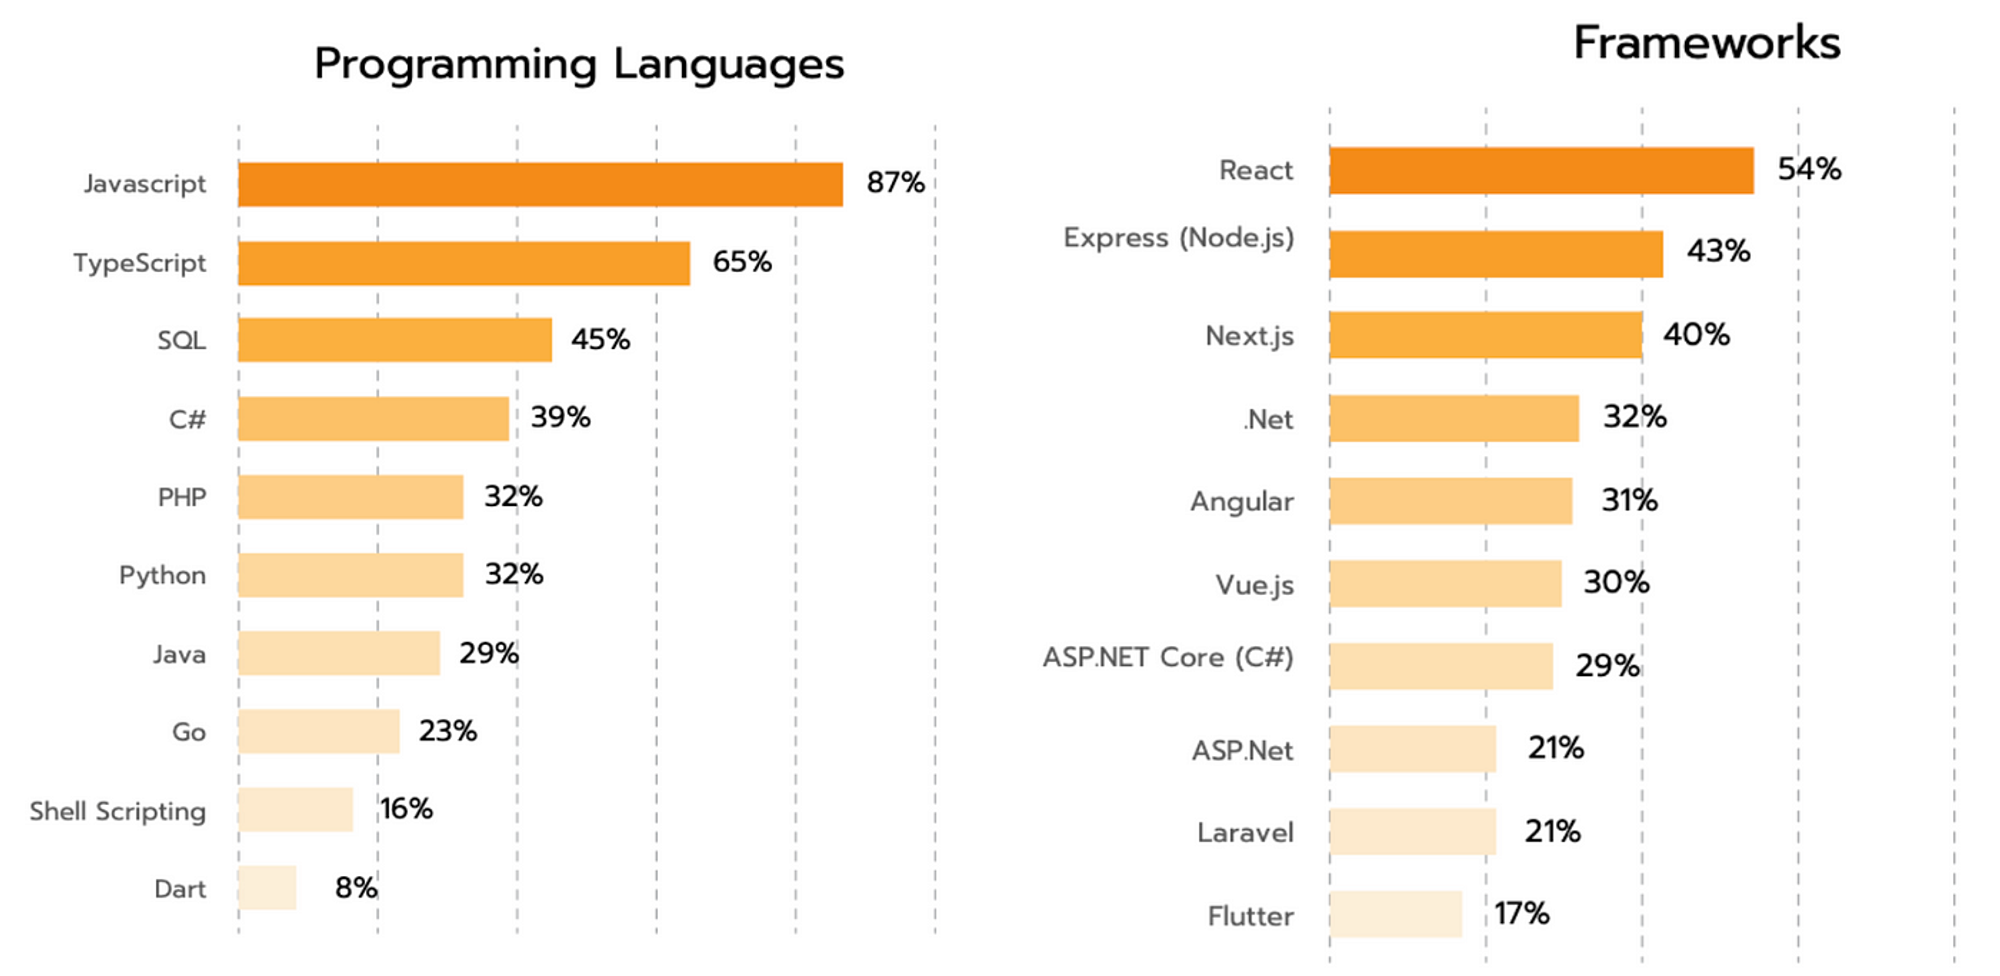 Programming Languages
Javascript 87%
TypeScript 65%
SQL 45%
C# 39%
PHP 32%
Python 32%
Java 29%
Go 23%
Shell Scripting 16%
Dart 8%
Frameworks
React 54%
Express (Node.js) 43%
Next.js 40%
.Net 32%
Angular 31%
Vue.js 30%
ASP.NET Core (C#) 29%
ASP.Net 21%
Laravel 21%
Flutter 17%